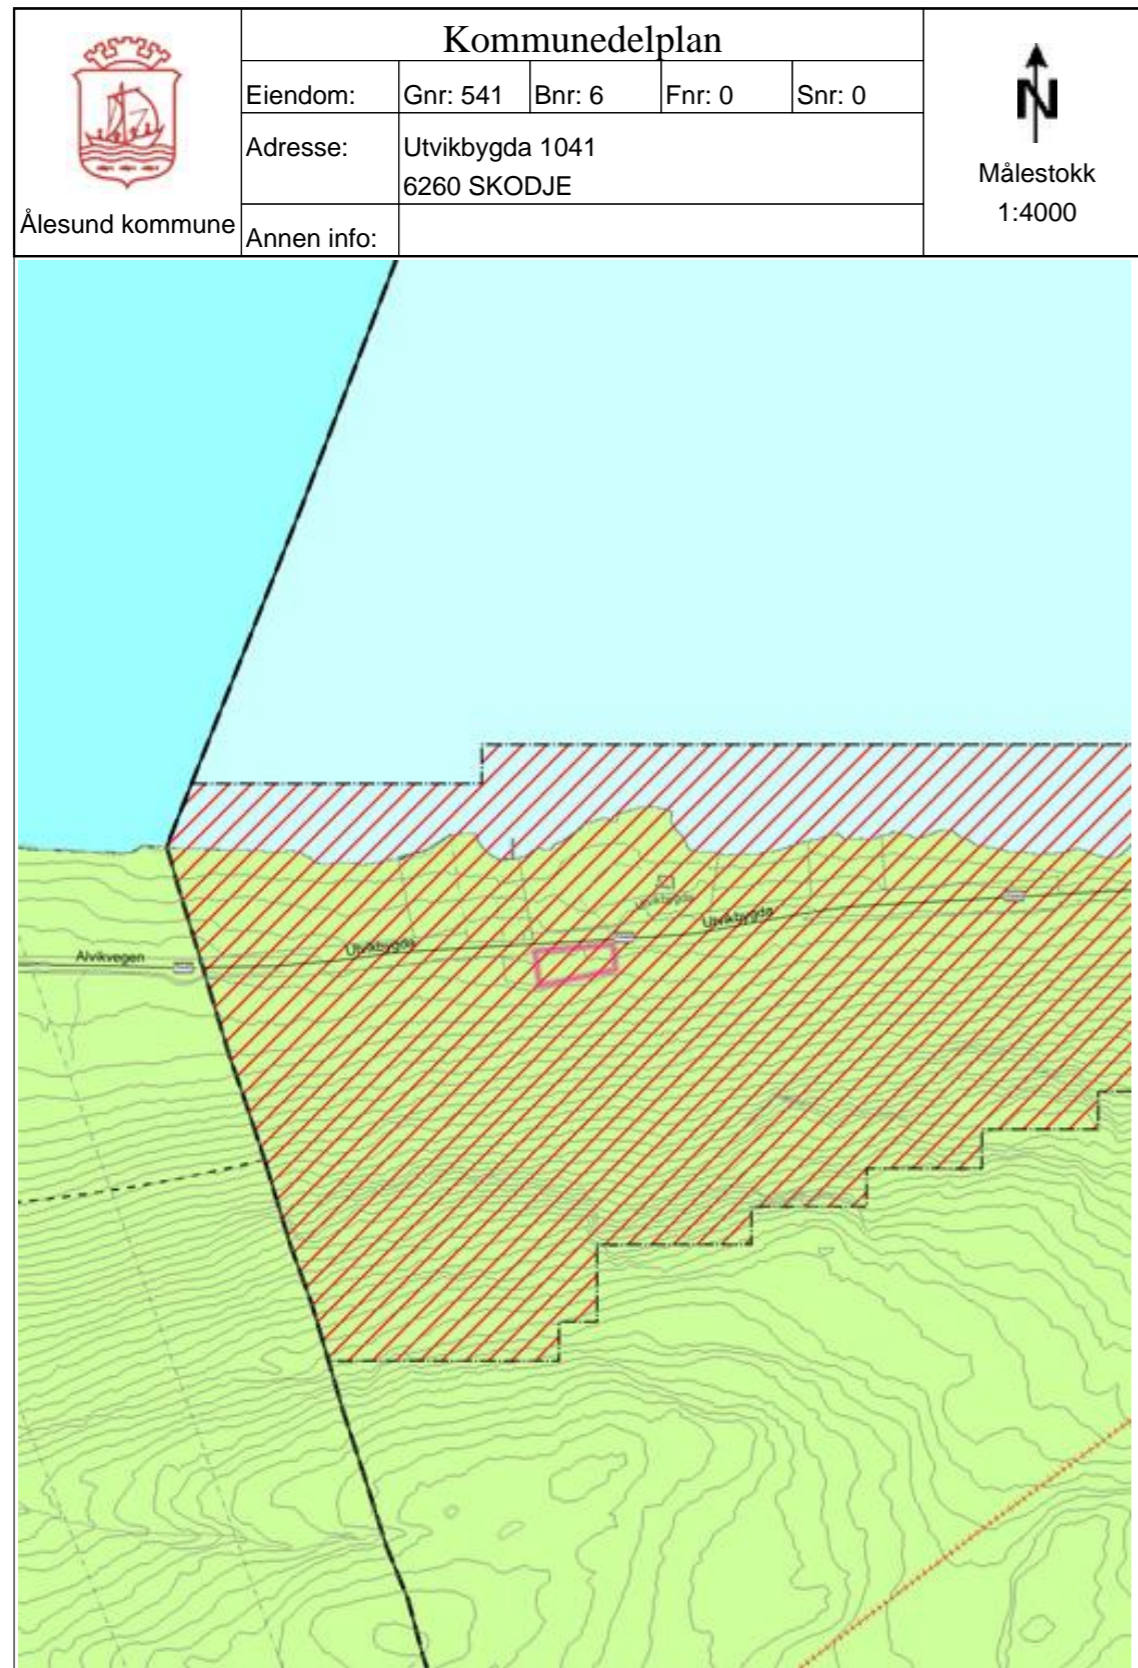 Kommunedelplan
Eiendom: Gnr: 541 Bnr: 6 Fnr: 0 Snr: 0
Adresse: Utvikbygda 1041
6260 SKODJE
Annen info:
Ålesund kommune
N
Målestokk
1:4000
Utvikbygda
Utvikbygda
Utvikbygda
Alvikvegen